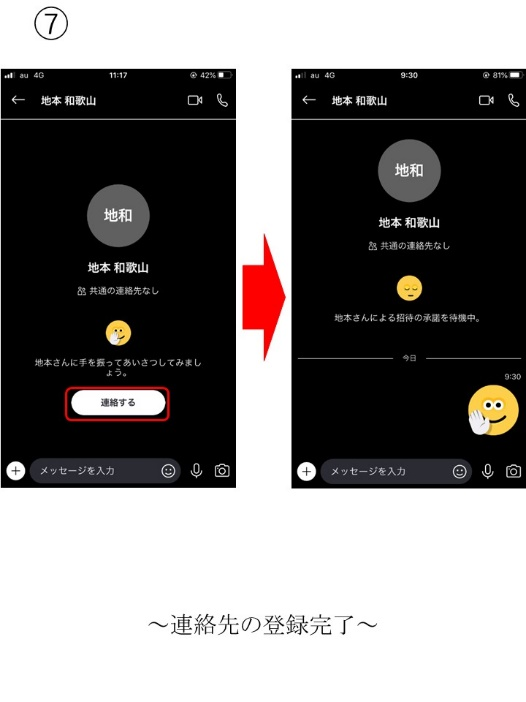 ⑦
au 4G 11:17 42%
地本 和歌山
地和
地本 和歌山
共通の連絡先なし
地本さんに手を振ってあいさつしてみまし
ょう。
連絡する
メッセージを入力
au 4G 9:30 81%
地本 和歌山
地和
地本 和歌山
共通の連絡先なし
地本さんによる招待の承諾を待機中。
今日
9:30
メッセージを入力
～連絡先の登録完了～